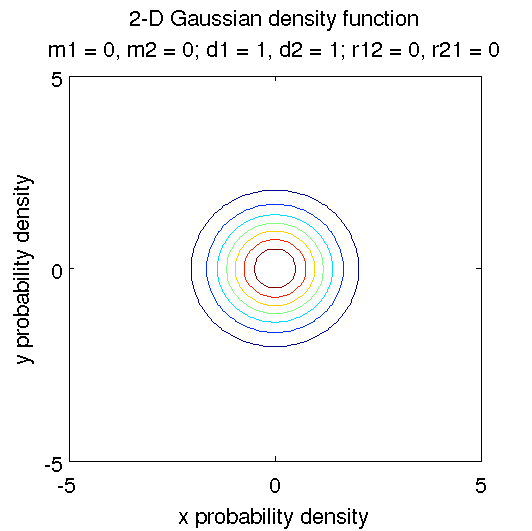 2-D Gaussian density function
m1 = 0, m2 = 0; d1 = 1, d2 = 1; r12 = 0, r21 = 0
5
0
-5
y probability density
-5 0 5
x probability density